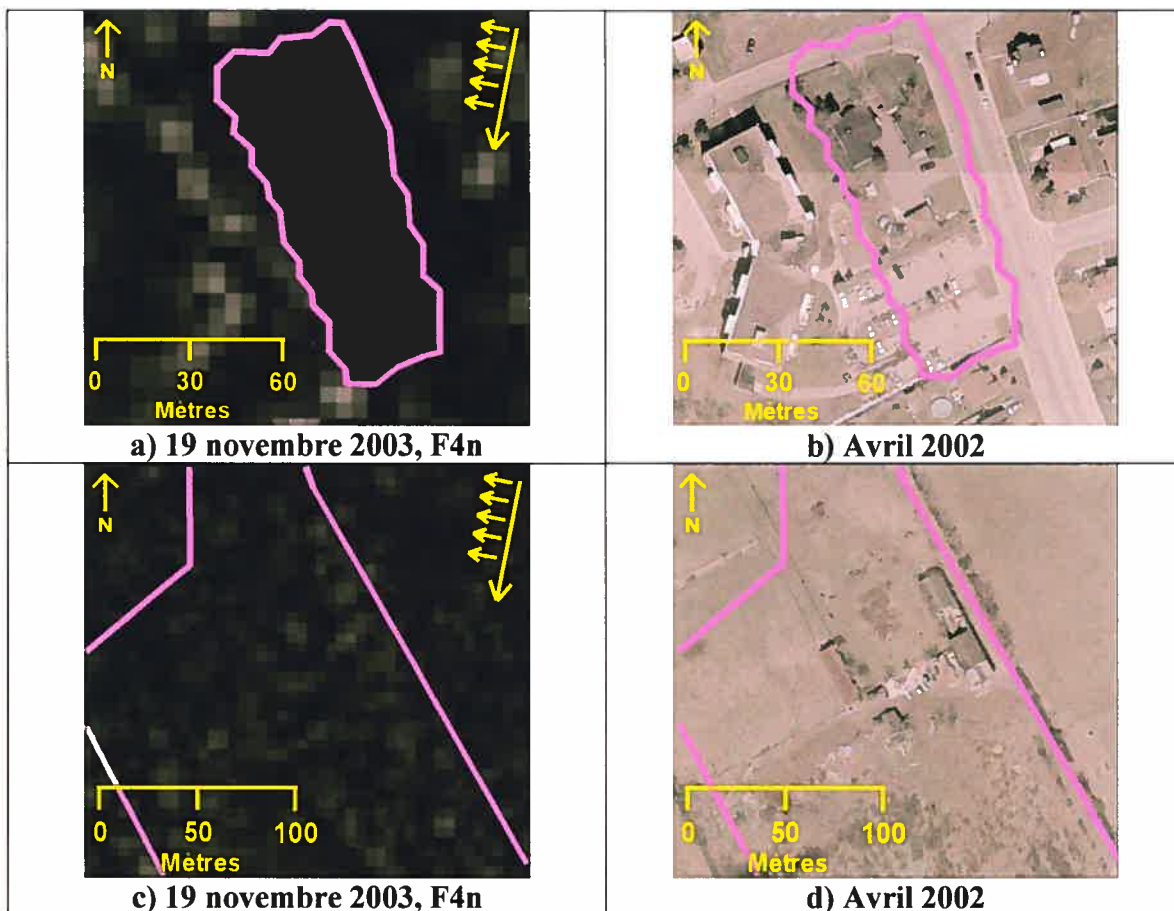 N
0 30 60
Mètres
a) 19 novembre 2003, F4n
N
0 30 60
Mètres
b) Avril 2002
N
0 50 100
Mètres
c) 19 novembre 2003, F4n
N
0 50 100
Mètres
d) Avril 2002